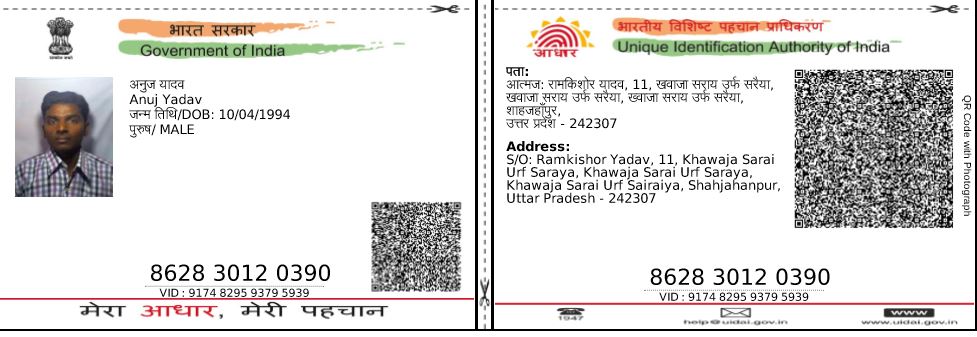 भारत सरकार
Government of India
अनुज यादव
Anuj Yadav
जन्म तिथि/DOB: 10/04/1994
पुरुष/ MALE
8628 3012 0390
VID : 9174 8295 9379 5939
मेरा आधार, मेरी पहचान
भारतीय विशिष्ट पहचान प्राधिकरण
Unique Identification Authority of India
आधार
पता:
आत्मज: रामकिशोर यादव, 11, खवाजा सराय उर्फ सरैया,
खवाजा सराय उर्फ सरैया, ख्वाजा सराय उर्फ सरैया,
शाहजहाँपुर,
उत्तर प्रदेश - 242307
Address:
S/O: Ramkishor Yadav, 11, Khawaja Sarai
Urf Saraya, Khawaja Sarai Urf Saraya,
Khawaja Sarai Urf Sairaiya, Shahjahanpur,
Uttar Pradesh - 242307
QR Code with Photograph
8628 3012 0390
VID : 9174 8295 9379 5939
1947
help@uidai.gov.in
www
www.uidai.gov.in